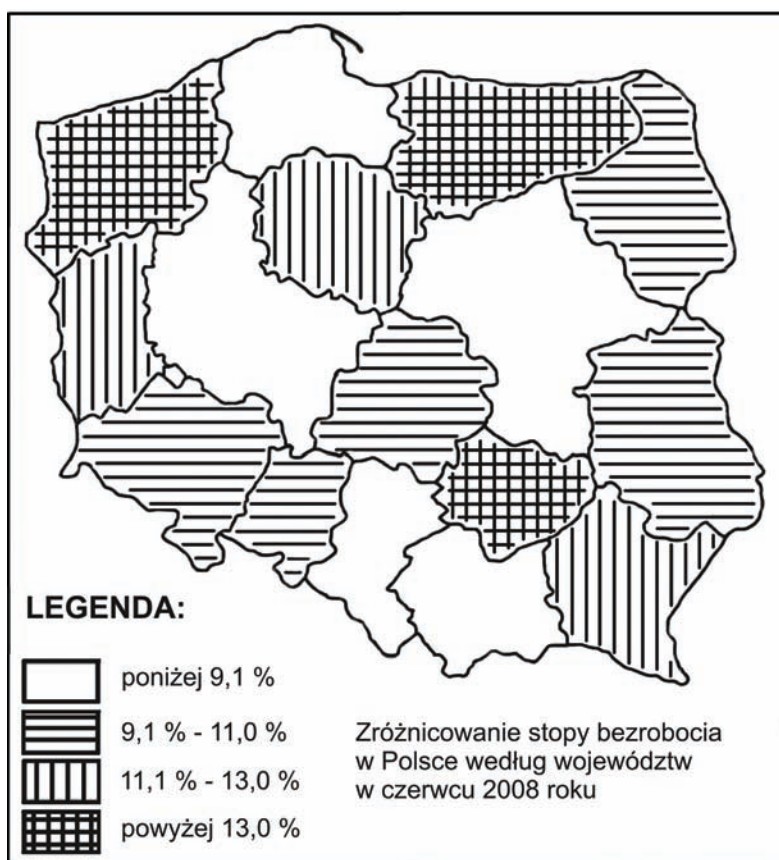 LEGENDA:
poniżej 9,1 %
9,1 % - 11,0 %
11,1 % - 13,0 %
powyżej 13,0 %
Zróżnicowanie stopy bezrobocia
w Polsce według województw
w czerwcu 2008 roku